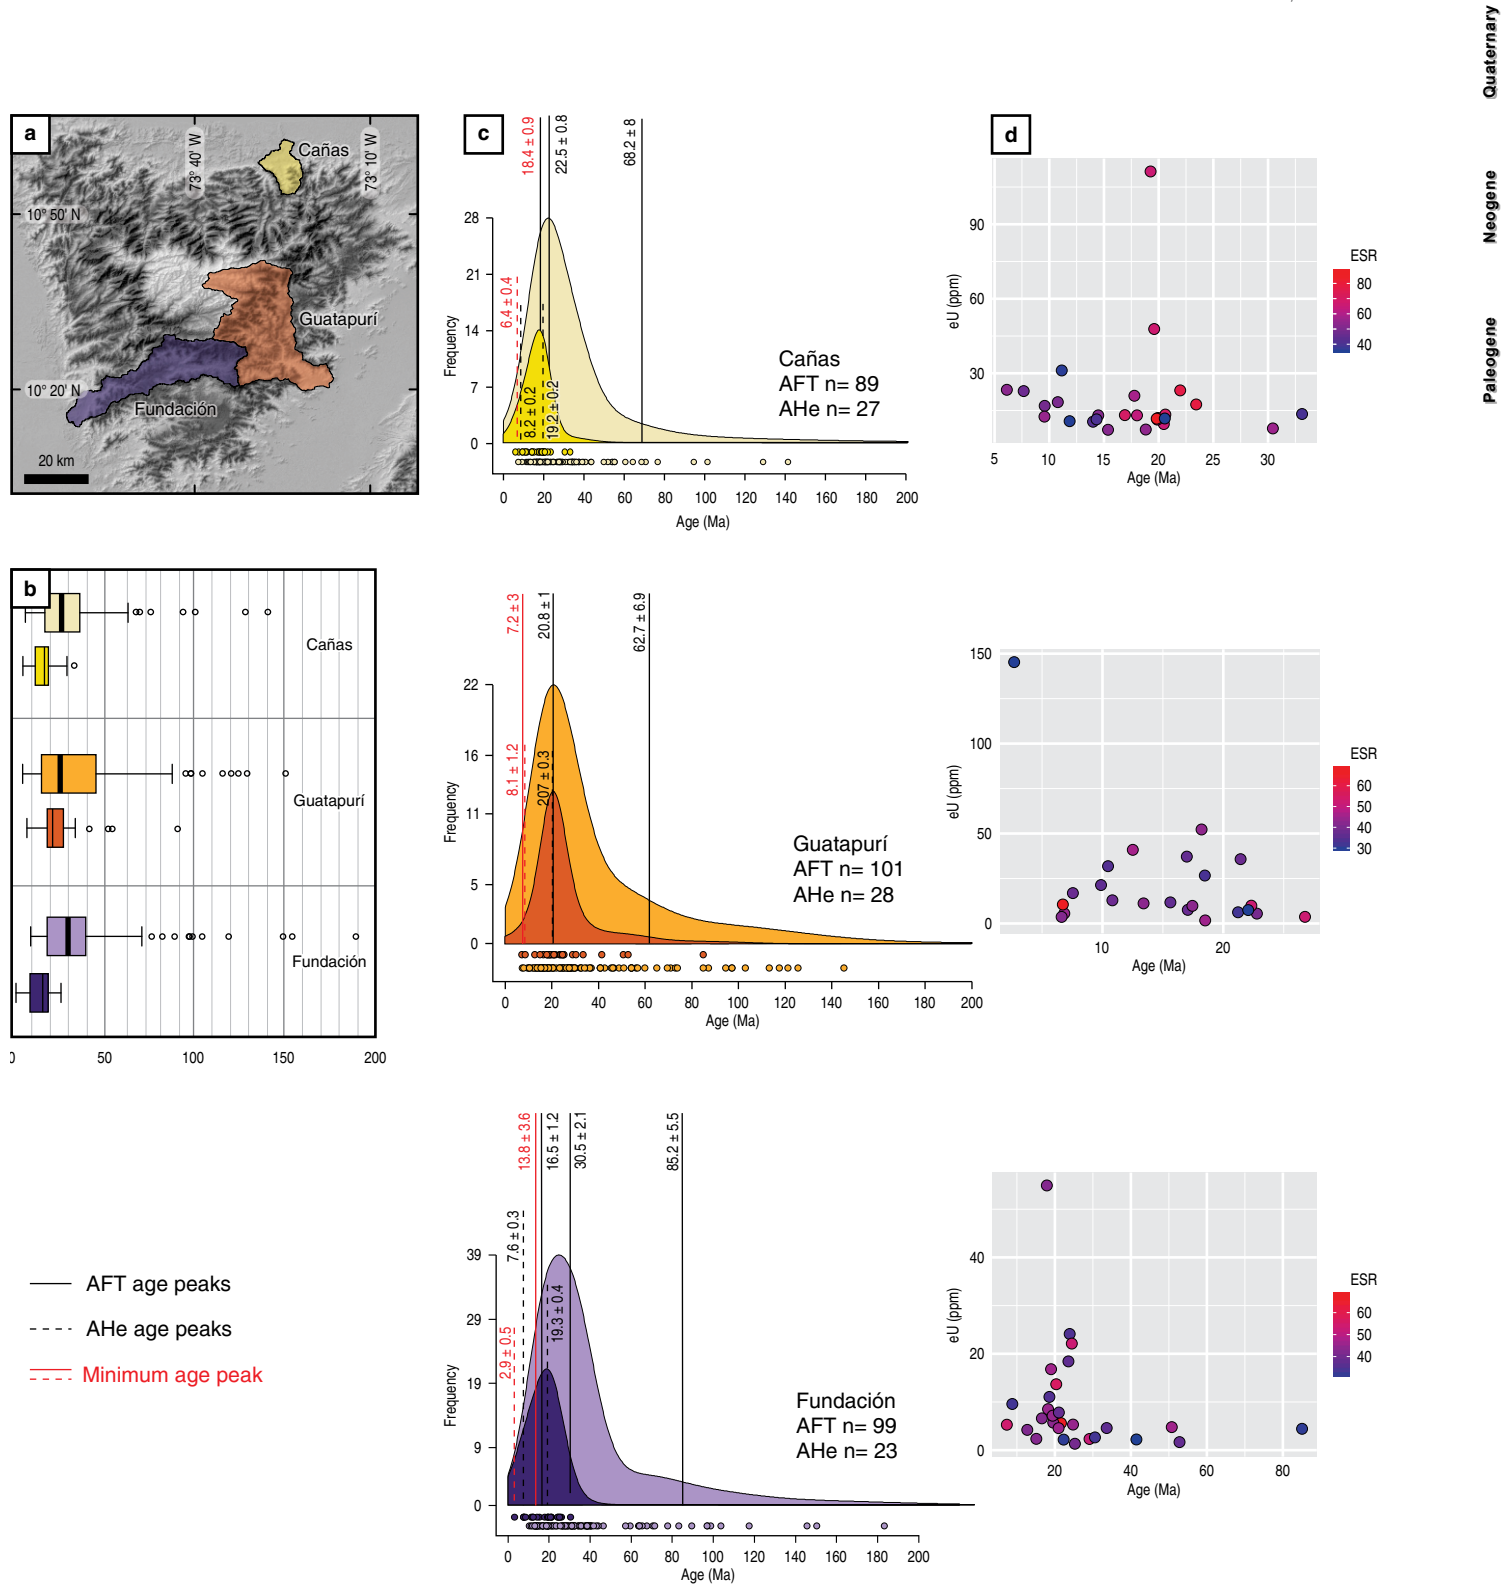 Quaternary
Neogene
Paleogene
a
73° 40' W
73° 10' W
Cañas
10° 50' N
Guatapurí
10° 20' N
Fundación
20 km
b
Cañas
Guatapurí
Fundación
0 50 100 150 200
AFT age peaks
AHe age peaks
Minimum age peak
c
18.4 ± 0.9
22.5 ± 0.8
68.2 ± 8
6.4 ± 0.4
8.2 ± 0.2
19.2 ± 0.2
Frequency
28
21
14
7
0
Cañas
AFT n= 89
AHe n= 27
0 20 40 60 80 100 120 140 160 180 200
Age (Ma)
7.2 ± 3
20.8 ± 1
62.7 ± 6.9
8.1 ± 1.2
207 ± 0.3
Frequency
22
16
11
5
0
Guatapurí
AFT n= 101
AHe n= 28
0 20 40 60 80 100 120 140 160 180 200
Age (Ma)
13.8 ± 3.6
16.5 ± 1.2
30.5 ± 2.1
85.2 ± 5.5
7.6 ± 0.3
2.9 ± 0.5
19.3 ± 0.4
Frequency
39
29
19
9
0
Fundación
AFT n= 99
AHe n= 23
0 20 40 60 80 100 120 140 160 180 200
Age (Ma)
d
eU (ppm)
90
60
30
5 10 15 20 25 30
Age (Ma)
ESR
80
60
40
eU (ppm)
150
100
50
0
10 20
Age (Ma)
ESR
60
50
40
30
eU (ppm)
40
20
0
20 40 60 80
Age (Ma)
ESR
60
50
40